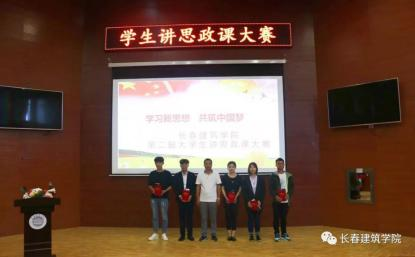 学生讲思政课大赛
学习新思想 共筑中国梦
长春建筑学院
第二届大学生讲思政课大赛
长春建筑学院